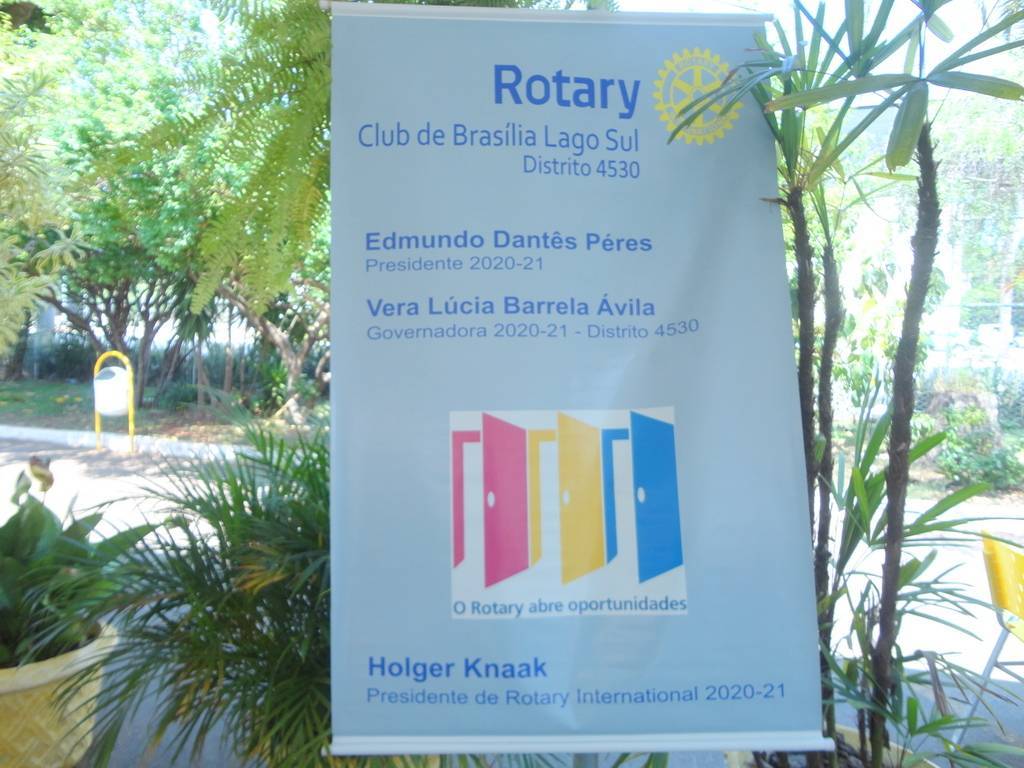 Rotary
Club de Brasília Lago Sul
Distrito 4530
Edmundo Dantês Péres
Presidente 2020-21
Vera Lúcia Barrela Ávila
Governadora 2020-21 - Distrito 4530
O Rotary abre oportunidades
Holger Knaak
Presidente de Rotary International 2020-21